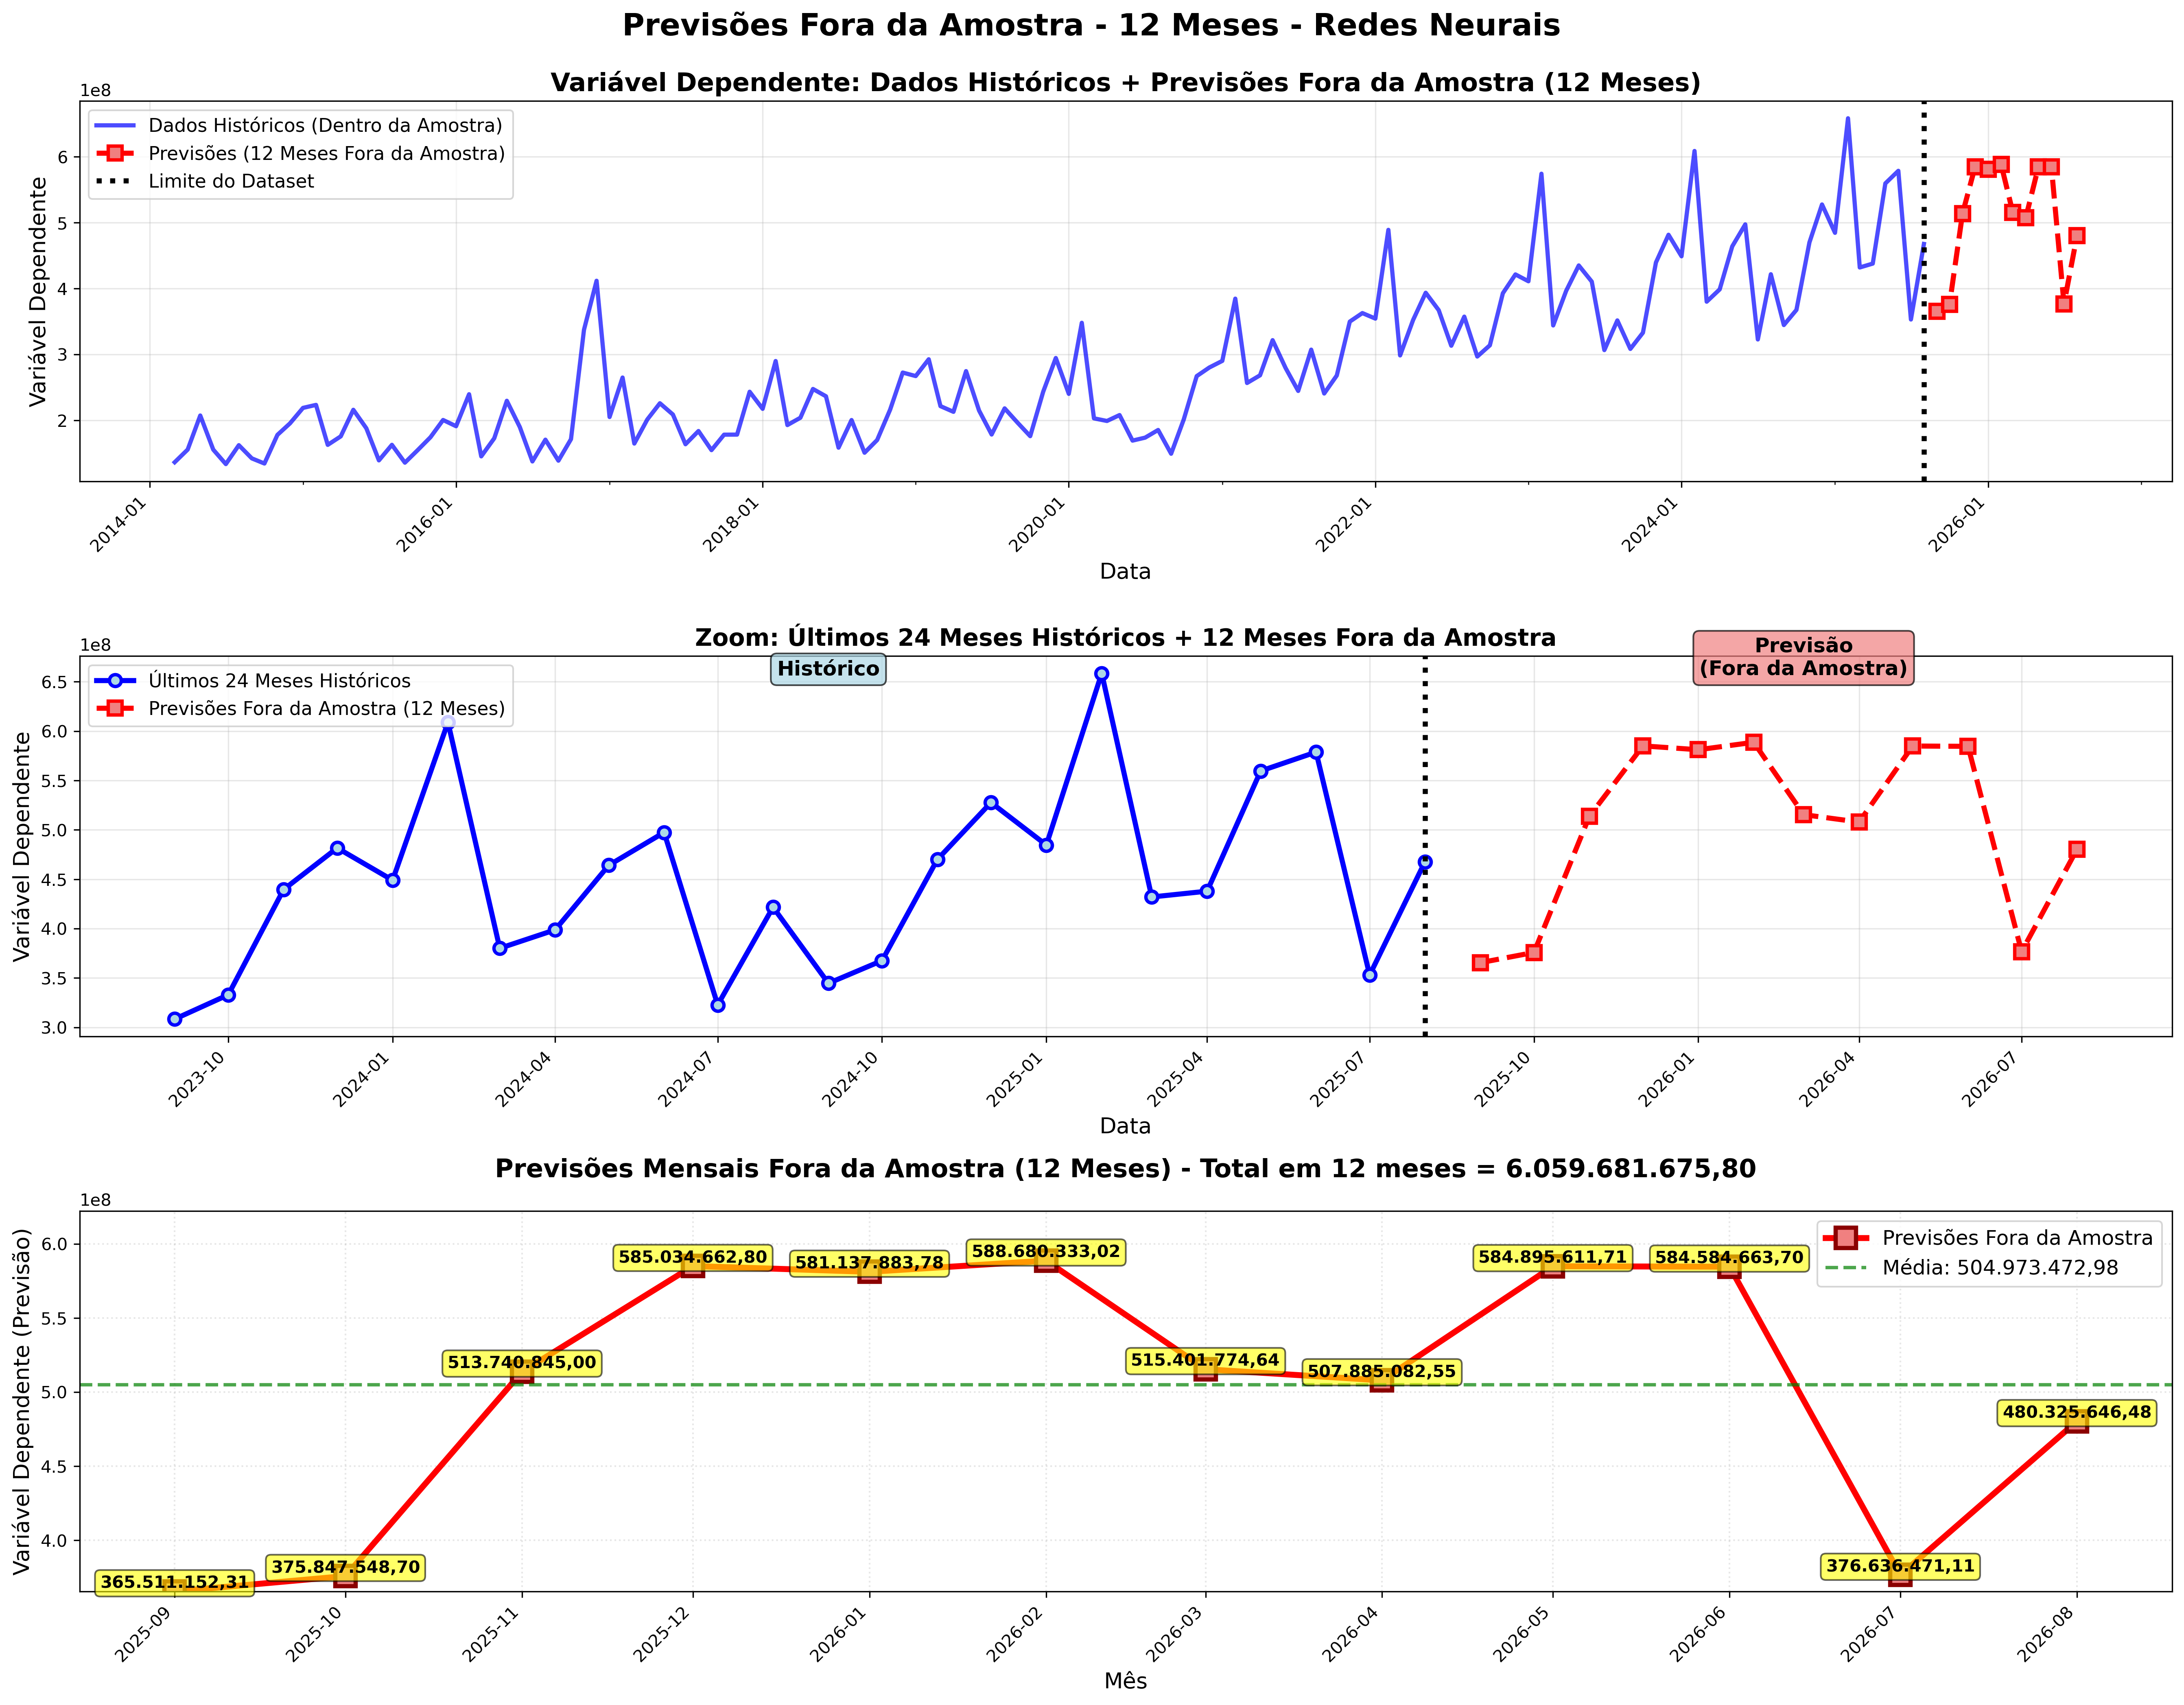 Previsões Fora da Amostra - 12 Meses - Redes Neurais
Variável Dependente: Dados Históricos + Previsões Fora da Amostra (12 Meses)
1e8
Dados Históricos (Dentro da Amostra)
Previsões (12 Meses Fora da Amostra)
Limite do Dataset
Variável Dependente
6
5
4
3
2
2014-01
2016-01
2018-01
2020-01
2022-01
2024-01
2026-01
Data
Zoom: Últimos 24 Meses Históricos + 12 Meses Fora da Amostra
1e8
Últimos 24 Meses Históricos
Previsões Fora da Amostra (12 Meses)
Histórico
Previsão
(Fora da Amostra)
Variável Dependente
6.5
6.0
5.5
5.0
4.5
4.0
3.5
3.0
2023-10
2024-01
2024-04
2024-07
2024-10
2025-01
2025-04
2025-07
2025-10
2026-01
2026-04
2026-07
Data
Previsões Mensais Fora da Amostra (12 Meses) - Total em 12 meses = 6.059.681.675,80
1e8
Previsões Fora da Amostra
Média: 504.973.472,98
Variável Dependente (Previsão)
6.0
5.5
5.0
4.5
4.0
365.511.152,31
375.847.548,70
513.740.845,00
585.034.662,80
581.137.883,78
588.680.333,02
515.401.774,64
507.885.082,55
584.895.611,71
584.584.663,70
376.636.471,11
480.325.646,48
2025-09
2025-10
2025-11
2025-12
2026-01
2026-02
2026-03
2026-04
2026-05
2026-06
2026-07
2026-08
Mês